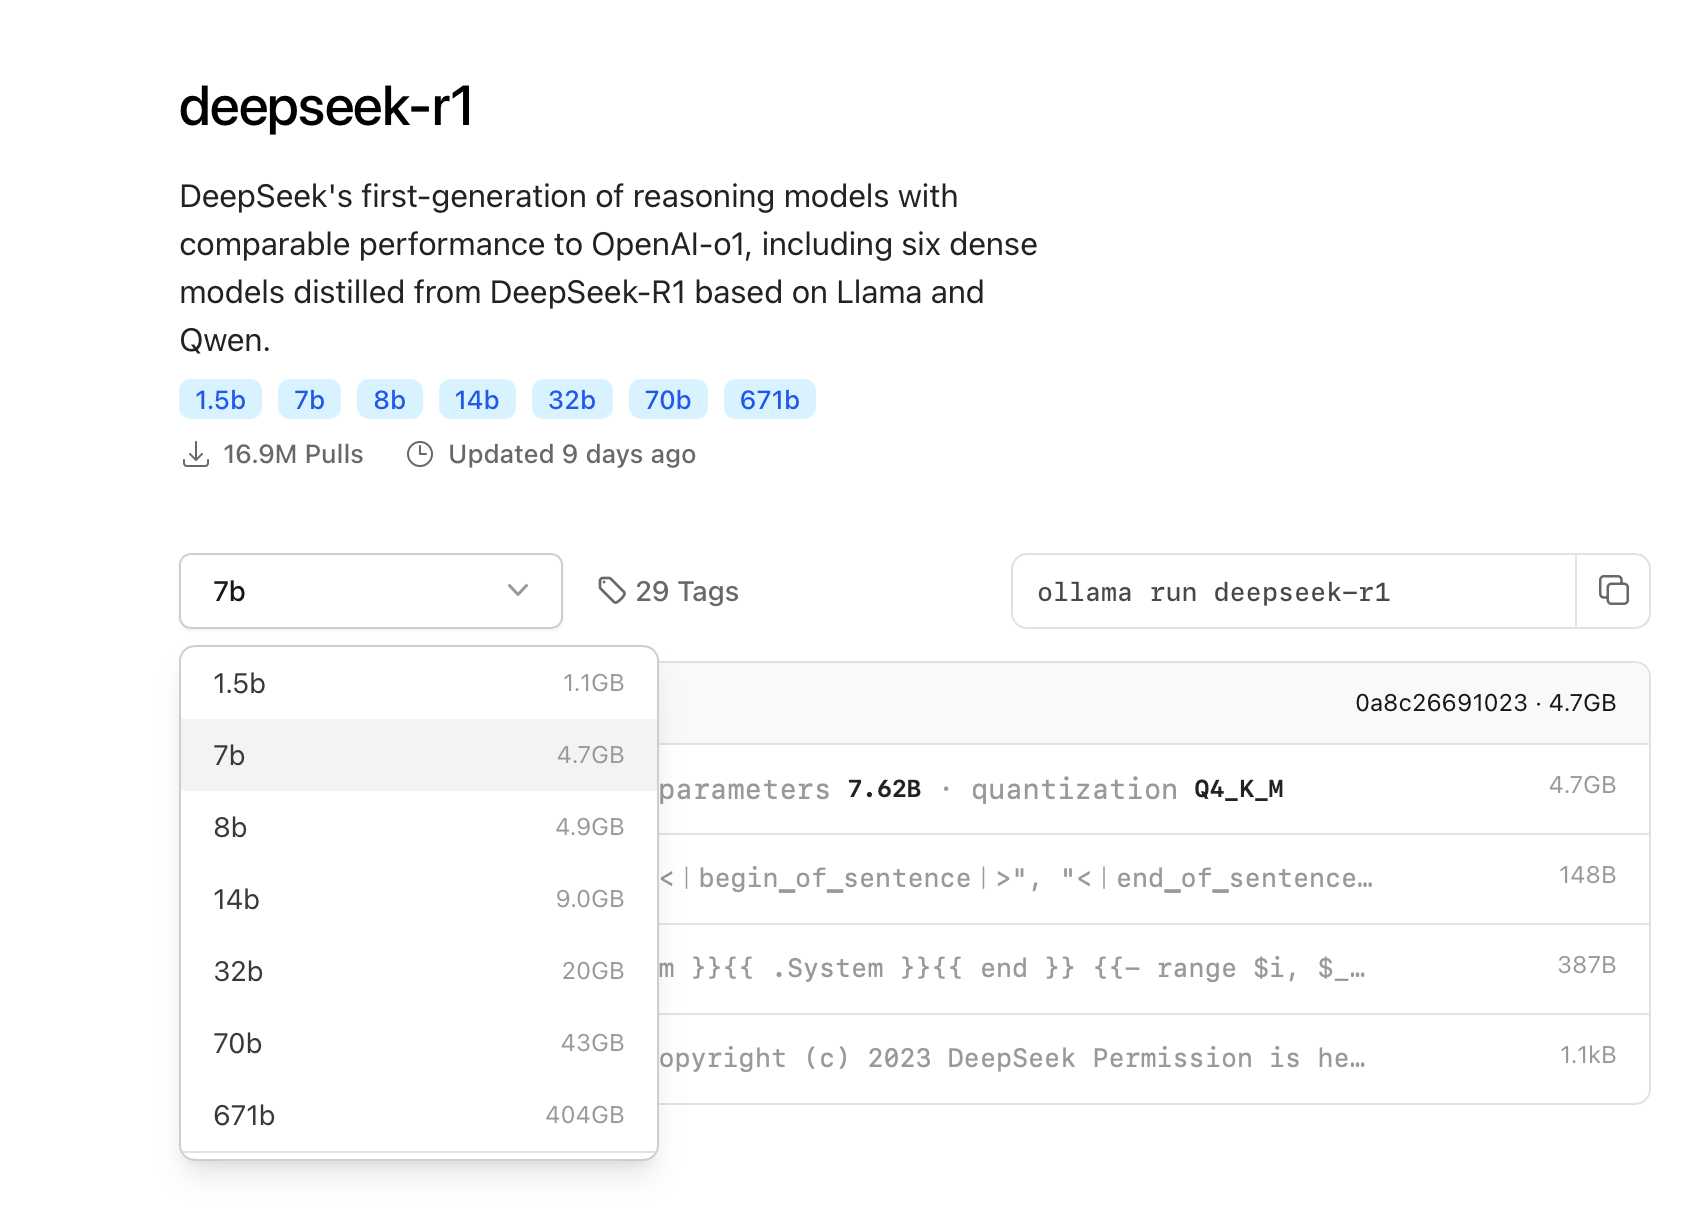 deepseek-r1
DeepSeek's first-generation of reasoning models with
comparable performance to OpenAI-o1, including six dense
models distilled from DeepSeek-R1 based on Llama and
Qwen.
1.5b 7b 8b 14b 32b 70b 671b
16.9M Pulls Updated 9 days ago
7b 29 Tags ollama run deepseek-r1
1.5b 1.1GB
7b 4.7GB
8b 4.9GB
14b 9.0GB
32b 20GB
70b 43GB
671b 404GB
0a8c26691023 · 4.7GB
parameters 7.62B · quantization Q4_K_M 4.7GB
<|begin_of_sentence|>", "<|end_of_sentence… 148B
m }}{{ .System }}{{ end }} {{- range $i, $_… 387B
opyright (c) 2023 DeepSeek Permission is he… 1.1kB